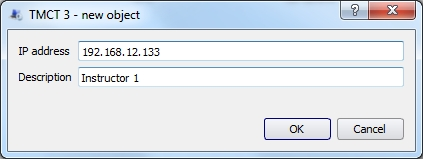 TMCT 3 - new object
IP address 192.168.12.133
Description Instructor 1
OK Cancel